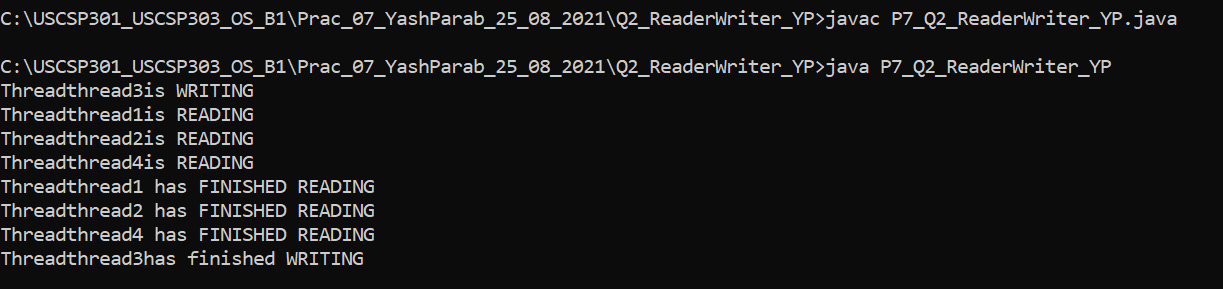 C:\USCSP301_USCSP303_OS_B1\Prac_07_YashParab_25_08_2021\Q2_ReaderWriter_YP>javac P7_Q2_ReaderWriter_YP.java
C:\USCSP301_USCSP303_OS_B1\Prac_07_YashParab_25_08_2021\Q2_ReaderWriter_YP>java P7_Q2_ReaderWriter_YP
Threadthread3is WRITING
Threadthread1is READING
Threadthread2is READING
Threadthread4is READING
Threadthread1 has FINISHED READING
Threadthread2 has FINISHED READING
Threadthread4 has FINISHED READING
Threadthread3has finished WRITING